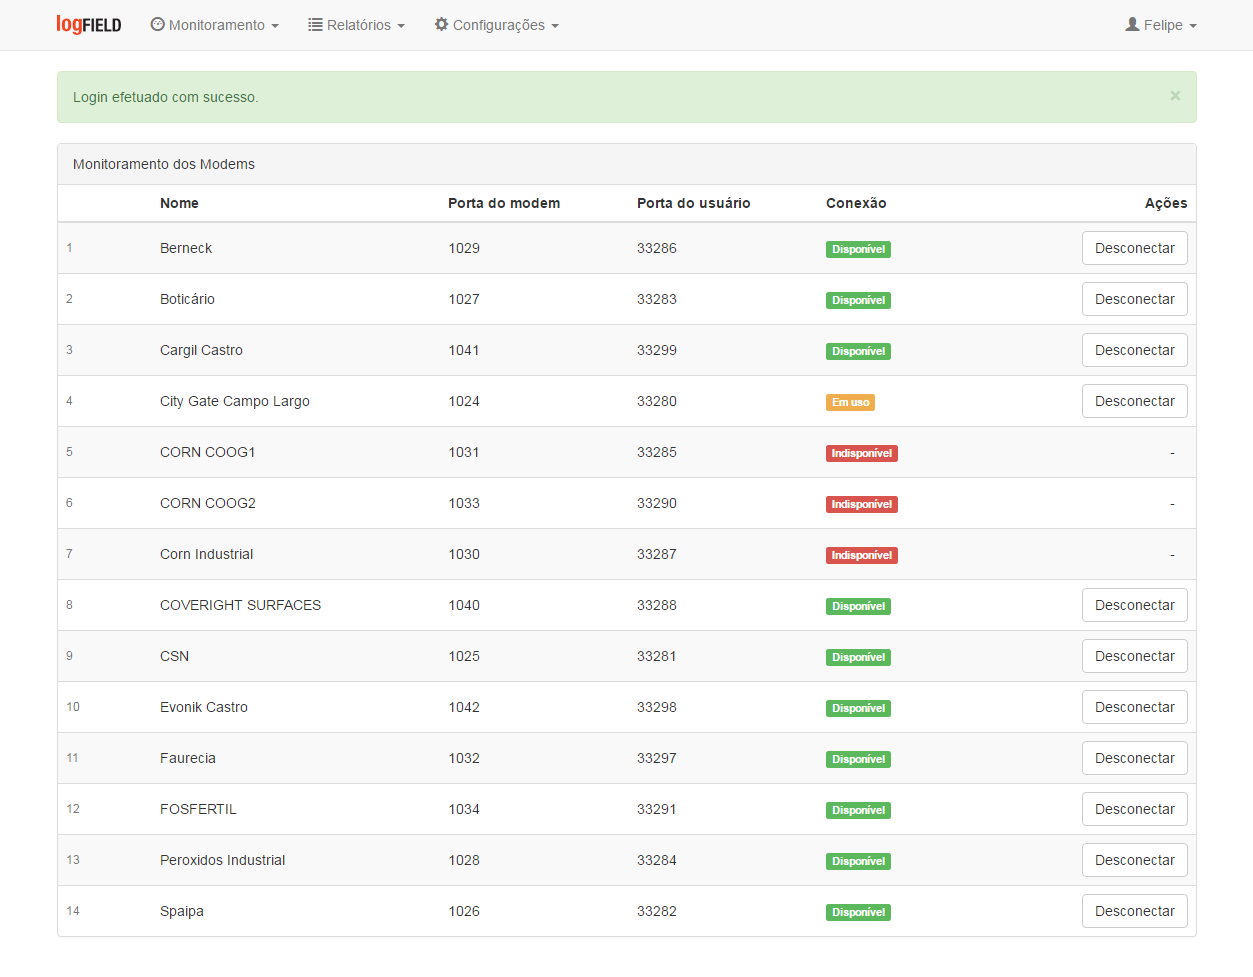 logFIELD Monitoramento Relatórios Configurações Felipe
Login efetuado com sucesso. ×
Monitoramento dos Modems
Nome Porta do modem Porta do usuário Conexão Ações
1 Berneck 1029 33286 Disponível Desconectar
2 Boticário 1027 33283 Disponível Desconectar
3 Cargil Castro 1041 33299 Disponível Desconectar
4 City Gate Campo Largo 1024 33280 Em uso Desconectar
5 CORN COOG1 1031 33285 Indisponível -
6 CORN COOG2 1033 33290 Indisponível -
7 Corn Industrial 1030 33287 Indisponível -
8 COVERIGHT SURFACES 1040 33288 Disponível Desconectar
9 CSN 1025 33281 Disponível Desconectar
10 Evonik Castro 1042 33298 Disponível Desconectar
11 Faurecia 1032 33297 Disponível Desconectar
12 FOSFERTIL 1034 33291 Disponível Desconectar
13 Peroxidos Industrial 1028 33284 Disponível Desconectar
14 Spaipa 1026 33282 Disponível Desconectar